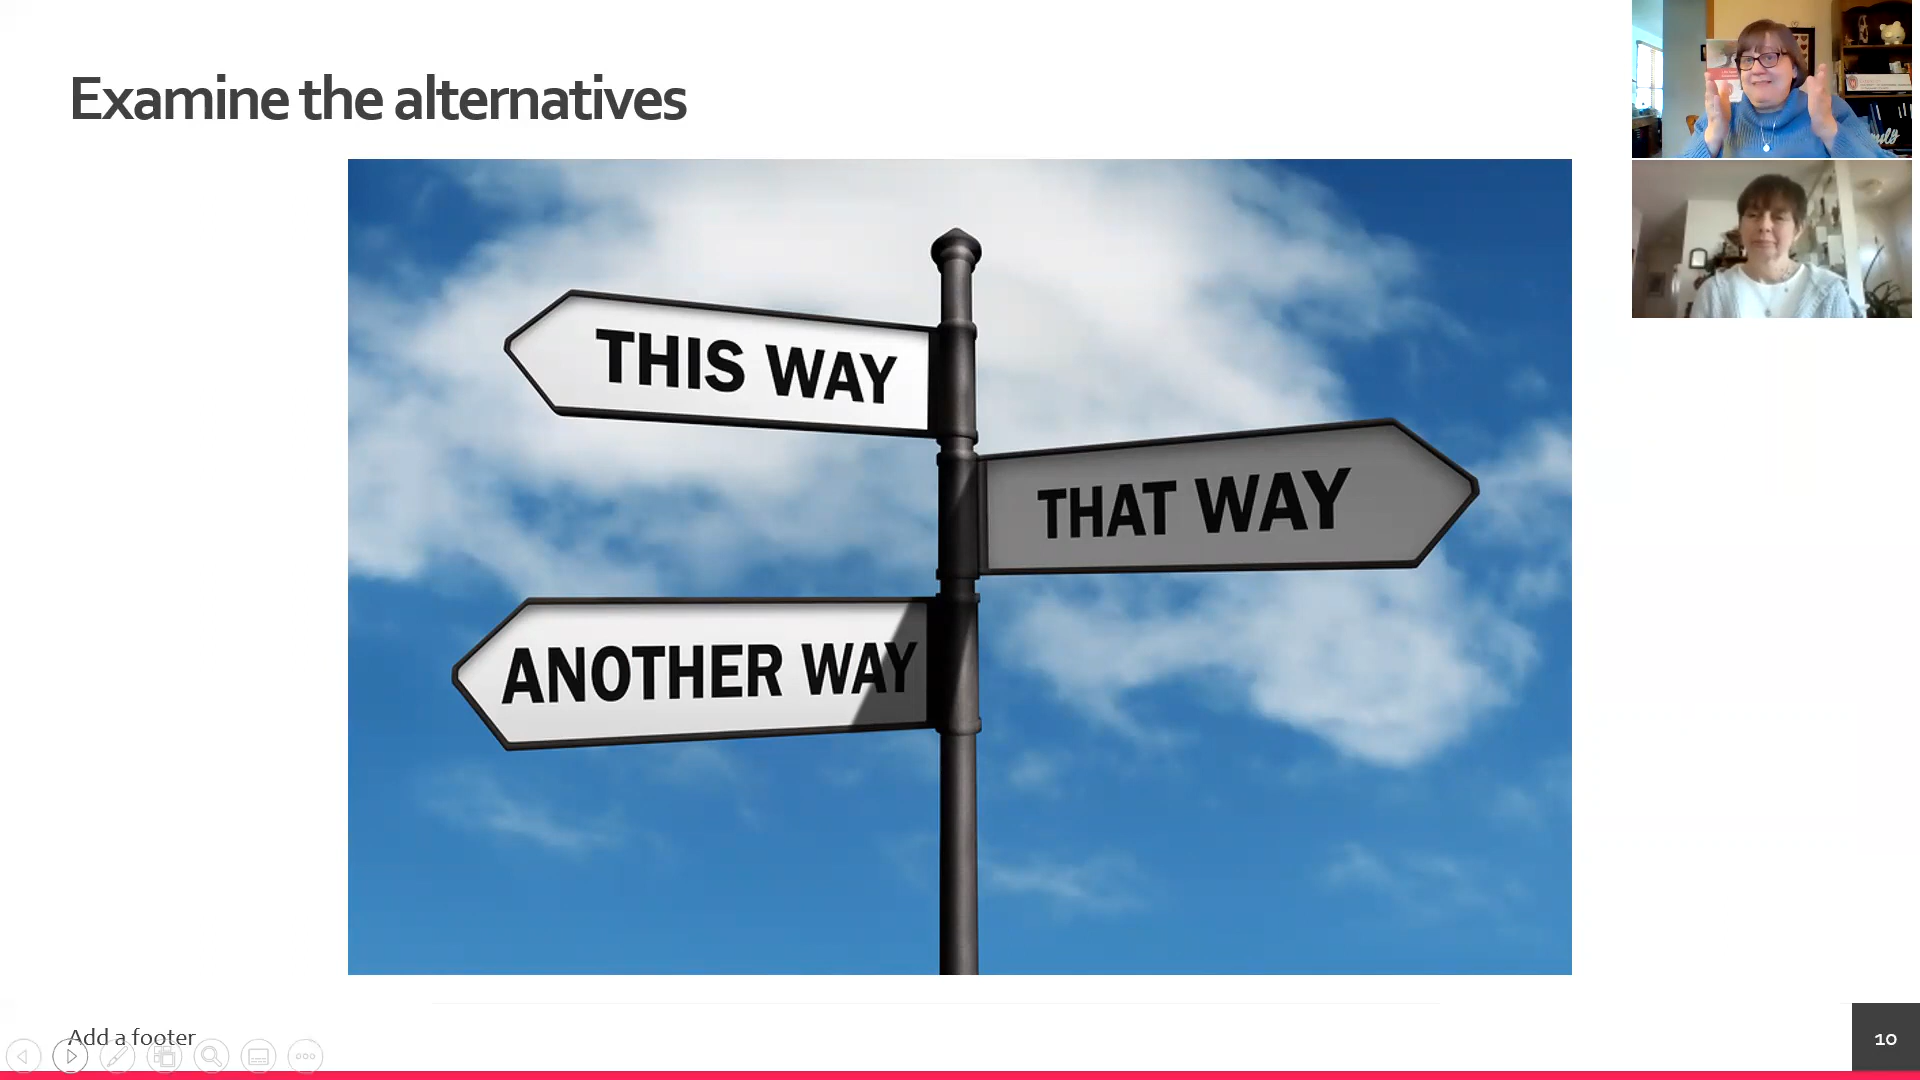 Examine the alternatives
THIS WAY
THAT WAY
ANOTHER WAY
Add a footer
10